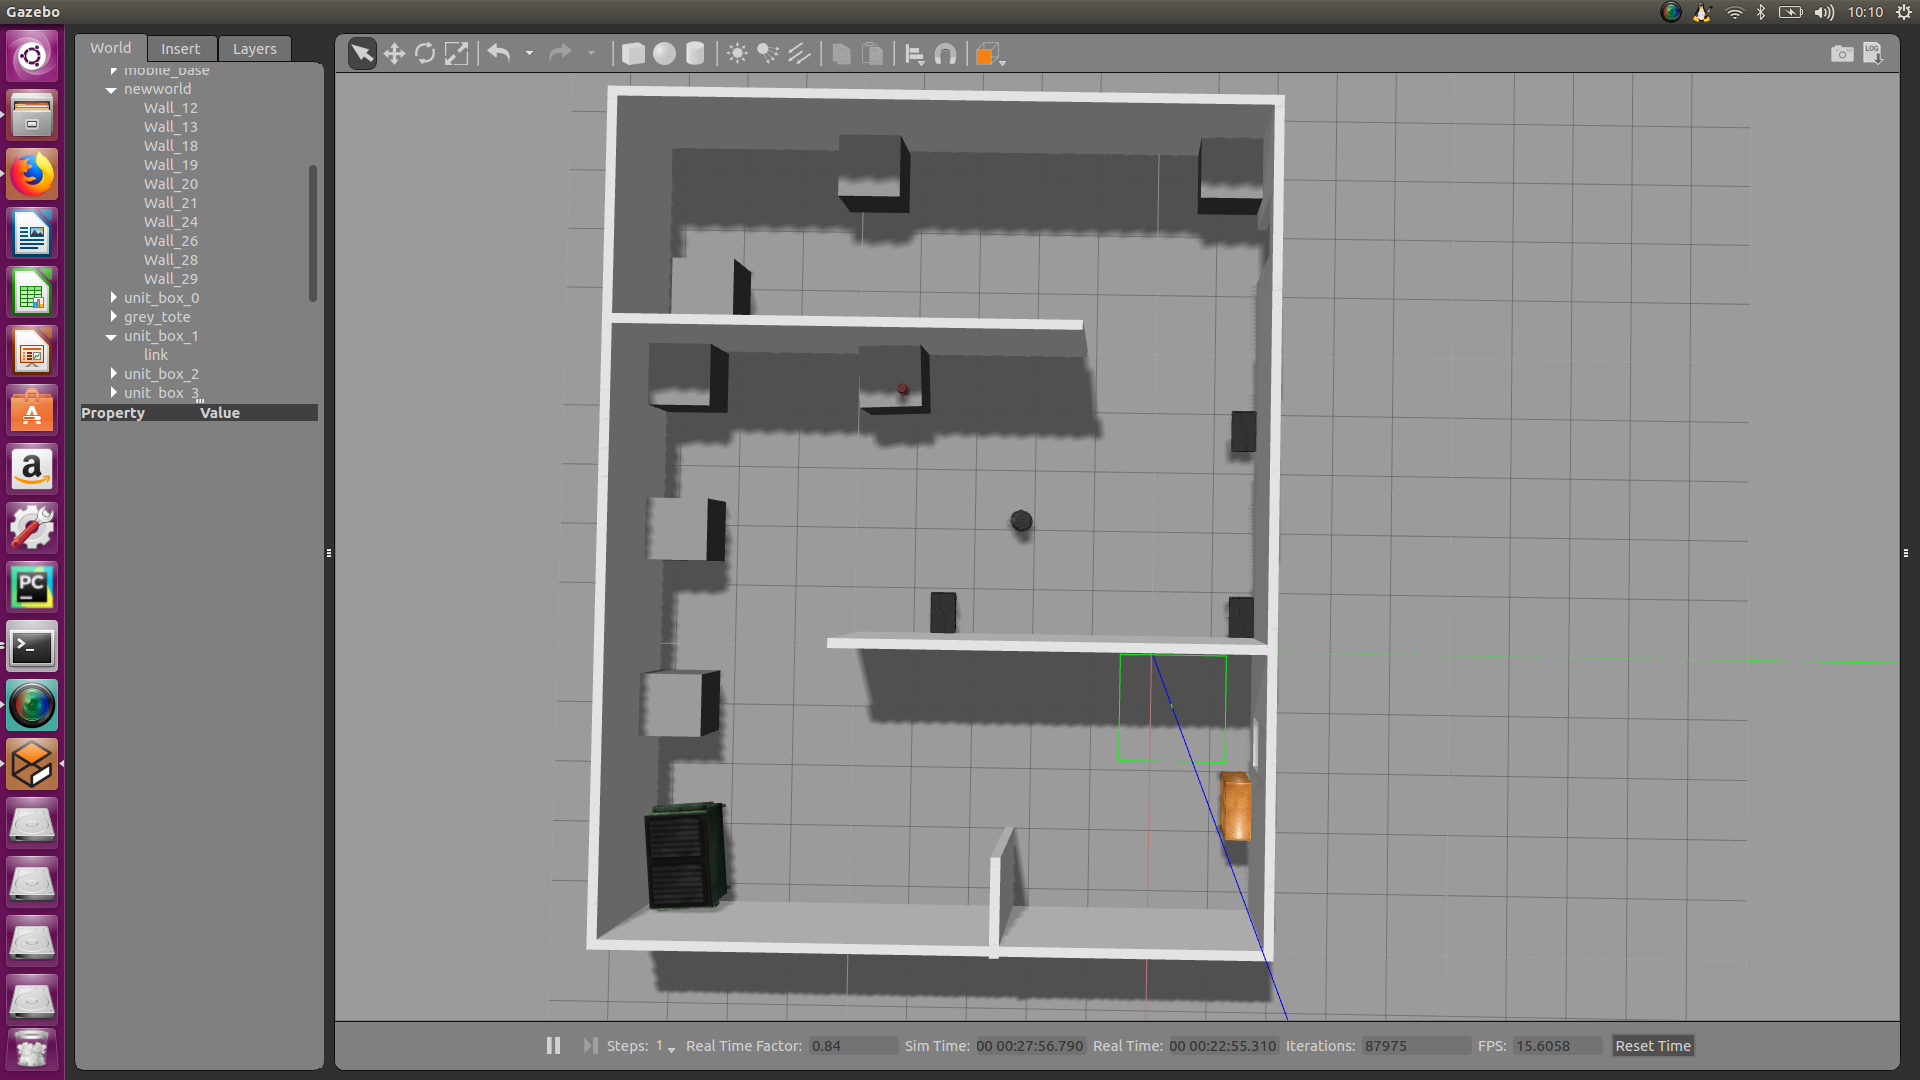 Gazebo
10:10
World Insert Layers
LOG
mobile_base
newworld
Wall_12
Wall_13
Wall_18
Wall_19
Wall_20
Wall_21
Wall_24
Wall_26
Wall_28
Wall_29
unit_box_0
grey_tote
unit_box_1
link
unit_box_2
unit_box_3
Property Value
A
a
PC
>_
Steps: 1 Real Time Factor: 0.84 Sim Time: 00 00:27:56.790 Real Time: 00 00:22:55.310 Iterations: 87975 FPS: 15.6058 Reset Time